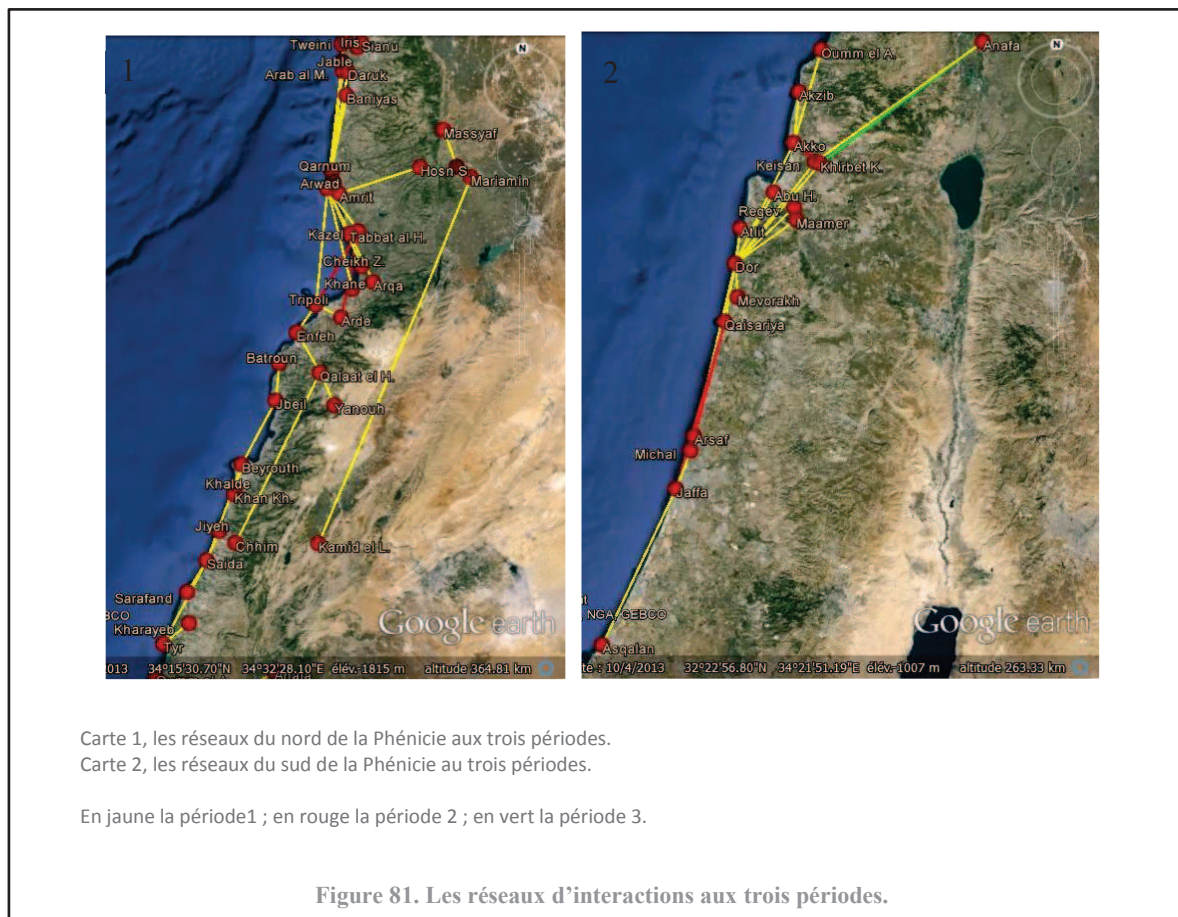 1
Tweini Iris Sianu
Jable
Arab al M. Daruk
Baniyas
Massyaf
Qarnum
Hosn S.
Arwad Mariamin
Amrit
Kazel Tabbat al H.
Cheikh Z.
Khane Arqa
Tripoli
Arde
Enfeh
Batroun
Qalaat el H.
Jbeil Yanouh
Beyrouth
Khalde
Khan Kh.
Jiyeh
Chhim Kamid el L.
Saida
Sarafand
BCO
Kharayeb
Google earth
Tyr
2013 34°15'30.70"N 34°32'28.10"E élév.-1815 m altitude 364.81 km
N
2
Oumm el A. Anafa
N
Akzib
Akko
Keisan Khirbet K.
Abu H.
Regev
Maamer
Atlit
Dor
Mevorakh
Qaisariya
Arsaf
Michal
Jaffa
, NGA, GEBCO
Google earth
Asqalan
té : 10/4/2013 32°22'56.80"N 34°21'51.19"E élév.-1007 m altitude 263.33 km
Carte 1, les réseaux du nord de la Phénicie aux trois périodes.
Carte 2, les réseaux du sud de la Phénicie au trois périodes.
En jaune la période1 ; en rouge la période 2 ; en vert la période 3.
Figure 81. Les réseaux d'interactions aux trois périodes.